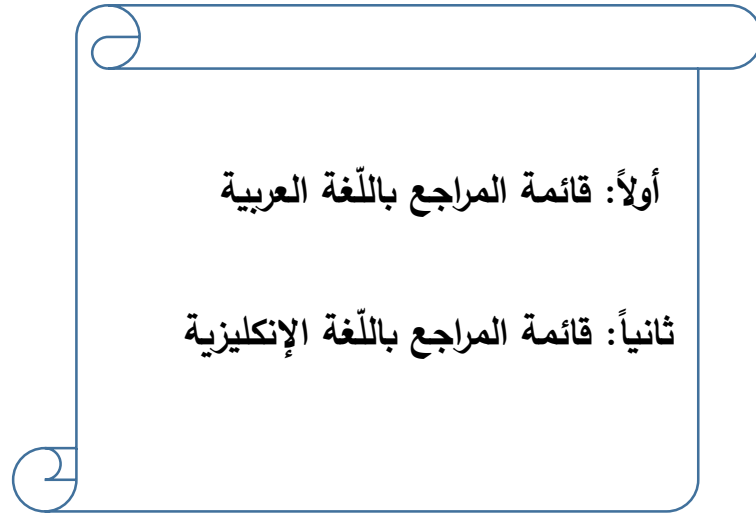 أولاً: قائمة المراجع باللّغة العربية
ثانياً: قائمة المراجع باللّغة الإنكليزية